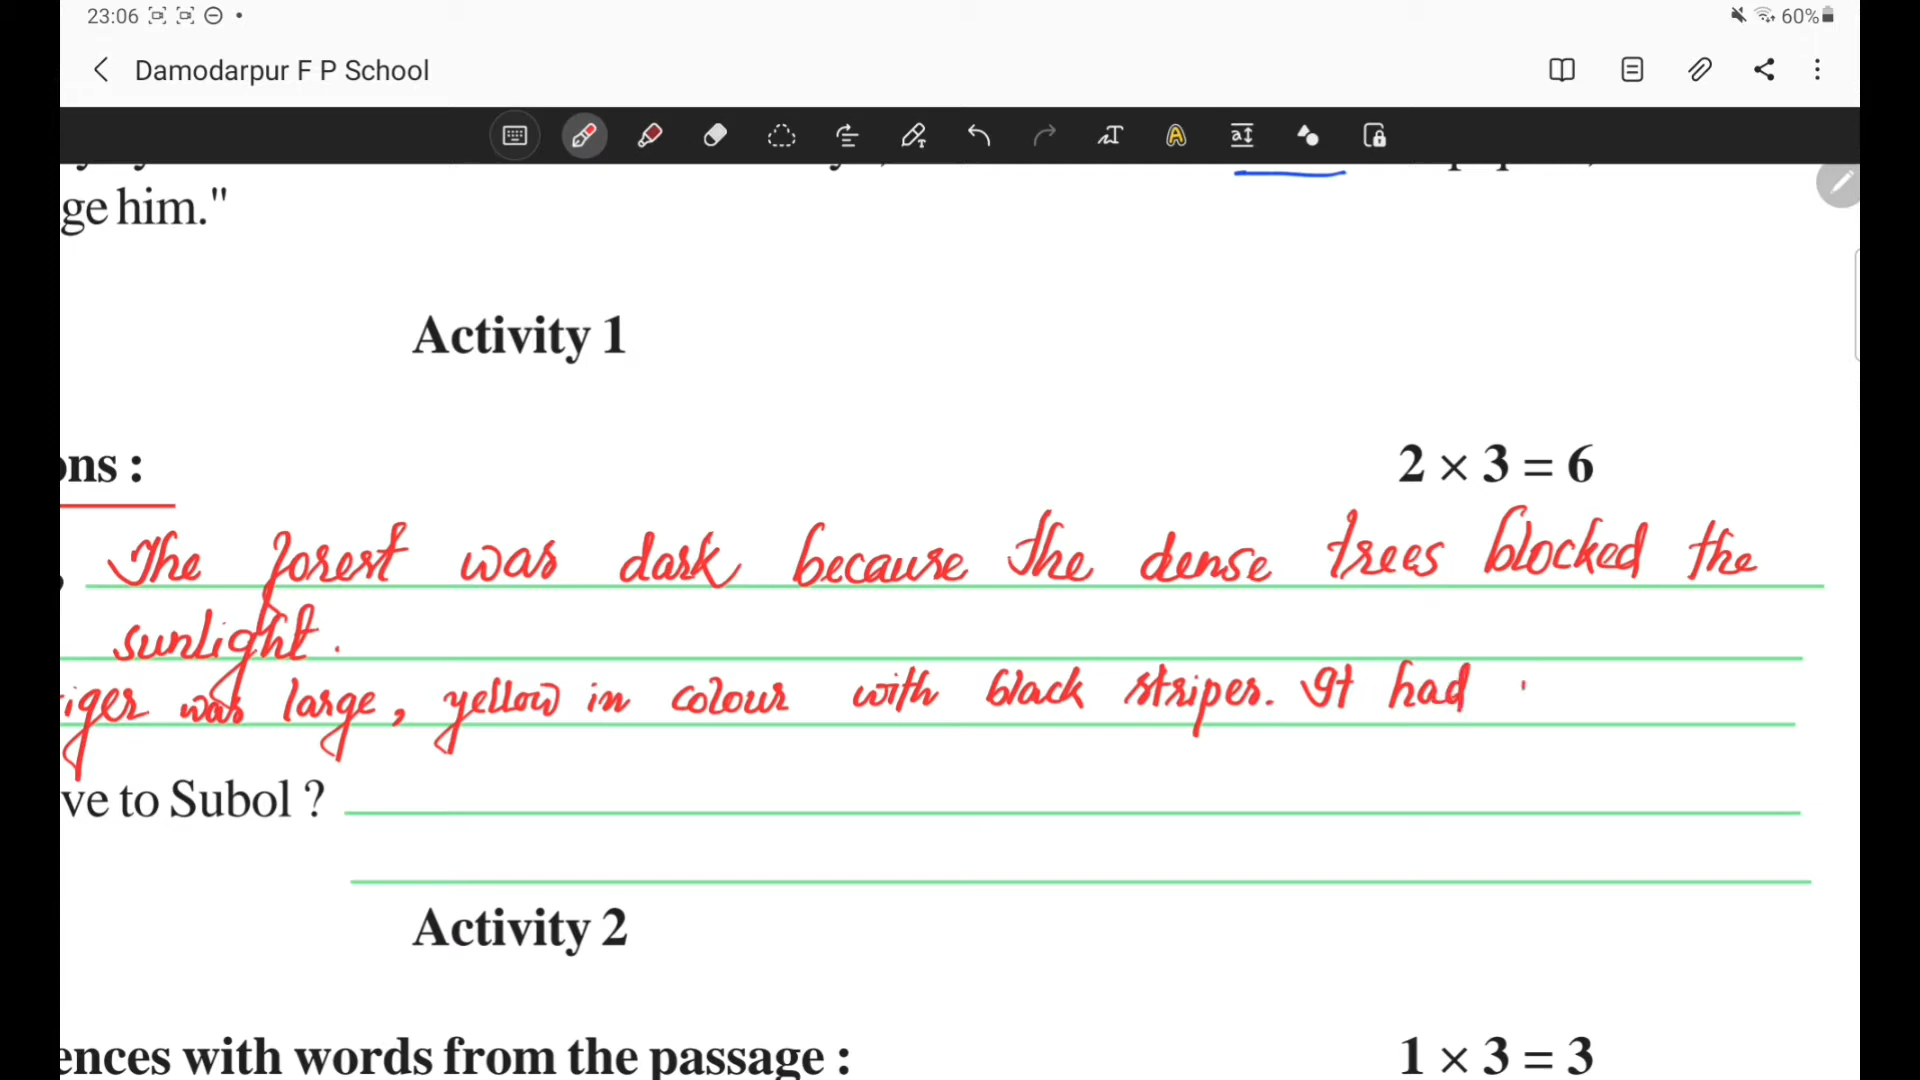 23:06
60%
Damodarpur F P School
ge him."
Activity 1
ons : 2 × 3 = 6
The forest was dark because the dense trees blocked the
sunlight.
iger was large, yellow in colour with black stripes. It had
ve to Subol ?
Activity 2
ences with words from the passage : 1 × 3 = 3